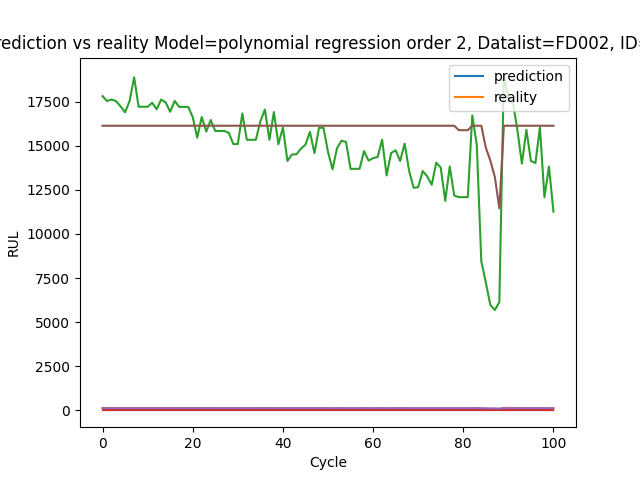 rediction vs reality Model=polynomial regression order 2, Datalist=FD002, ID=
prediction
reality
17500
15000
12500
10000
7500
5000
2500
0
RUL
0 20 40 60 80 100
Cycle